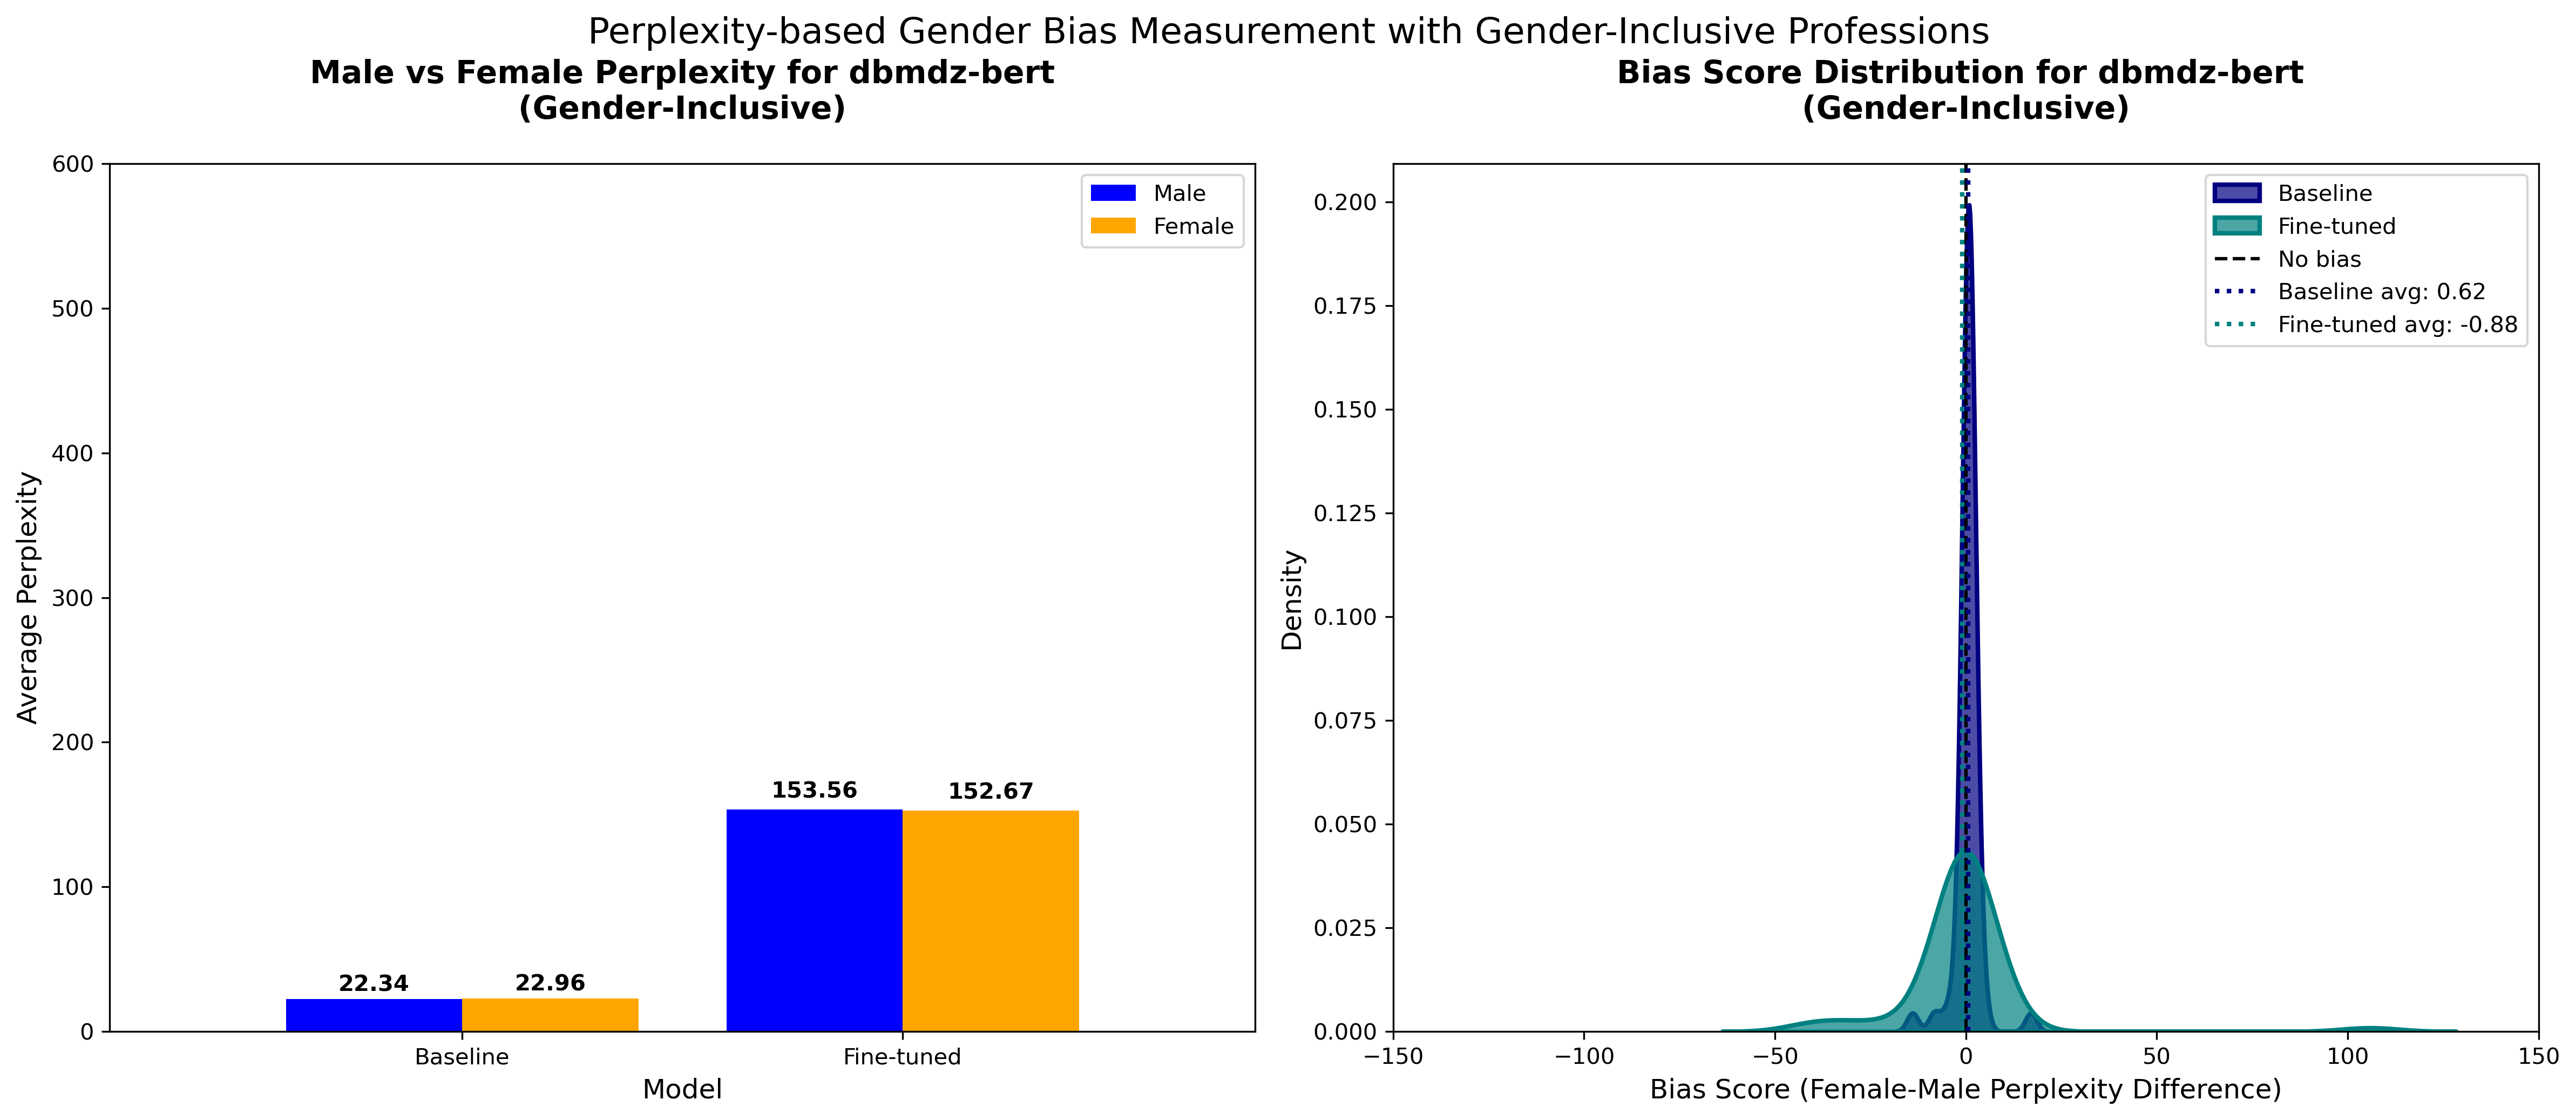 Perplexity-based Gender Bias Measurement with Gender-Inclusive Professions
Male vs Female Perplexity for dbmdz-bert
(Gender-Inclusive)
600
500
400
300
200
100
0
Average Perplexity
Male
Female
22.34
22.96
153.56
152.67
Baseline
Fine-tuned
Model
Bias Score Distribution for dbmdz-bert
(Gender-Inclusive)
0.200
0.175
0.150
0.125
0.100
0.075
0.050
0.025
0.000
Density
Baseline
Fine-tuned
No bias
Baseline avg: 0.62
Fine-tuned avg: -0.88
−150
−100
−50
0
50
100
150
Bias Score (Female-Male Perplexity Difference)